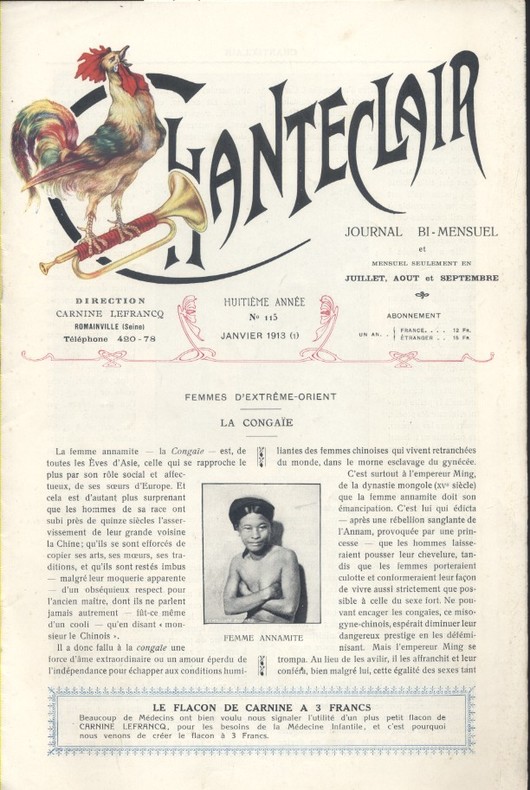 CHANTECLAIR
JOURNAL BI-MENSUEL
et
MENSUEL SEULEMENT EN
JUILLET, AOUT et SEPTEMBRE
DIRECTION
CARNINE LEFRANCQ
ROMAINVILLE (Seine)
Téléphone 420-78
HUITIÈME ANNÉE
No 115
JANVIER 1913 (1)
ABONNEMENT
UN AN. . { FRANCE. . . . 12 Fr.
ÉTRANGER . . 15 Fr.
FEMMES D'EXTRÊME-ORIENT
LA CONGAÏE
La femme annamite — la Congaïe — est, de
toutes les Èves d'Asie, celle qui se rapproche le
plus par son rôle social et affec-
tueux, de ses sœurs d'Europe. Et
cela est d'autant plus surprenant
que les hommes de sa race ont
subi près de quinze siècles l'asser-
vissement de leur grande voisine
la Chine; qu'ils se sont efforcés de
copier ses arts, ses mœurs, ses tra-
ditions, et qu'ils sont restés imbus
— malgré leur moquerie apparente
— d'un obséquieux respect pour
l'ancien maître, dont ils ne parlent
jamais autrement — fût-ce même
d'un cooli — qu'en disant « mon-
sieur le Chinois ».
Il a donc fallu à la congaïe une
force d'âme extraordinaire ou un amour éperdu de
l'indépendance pour échapper aux conditions humi-
liantes des femmes chinoises qui vivent retranchées
du monde, dans le morne esclavage du gynécée.
C'est surtout à l'empereur Ming,
de la dynastie mongole (XVe siècle)
que la femme annamite doit son
émancipation. C'est lui qui édicta
— après une rébellion sanglante de
l'Annam, provoquée par une prin-
cesse — que les hommes laisse-
raient pousser leur chevelure, tan-
dis que les femmes porteraient
culotte et conformeraient leur façon
de vivre aussi strictement que pos-
sible à celle du sexe fort. Ne pou-
vant encager les congaïes, ce miso-
gyne-chinois, espérait diminuer leur
dangereux prestige en les défémi-
nisant. Mais l'empereur Ming se
trompa. Au lieu de les avilir, il les affranchit et leur
conféra, bien malgré lui, cette égalité des sexes tant
FEMME ANNAMITE
LE FLACON DE CARNINE A 3 FRANCS
Beaucoup de Médecins ont bien voulu nous signaler l'utilité d'un plus petit flacon de
CARNINE LEFRANCQ, pour les besoins de la Médecine Infantile, et c'est pourquoi
nous venons de créer le flacon à 3 Francs.